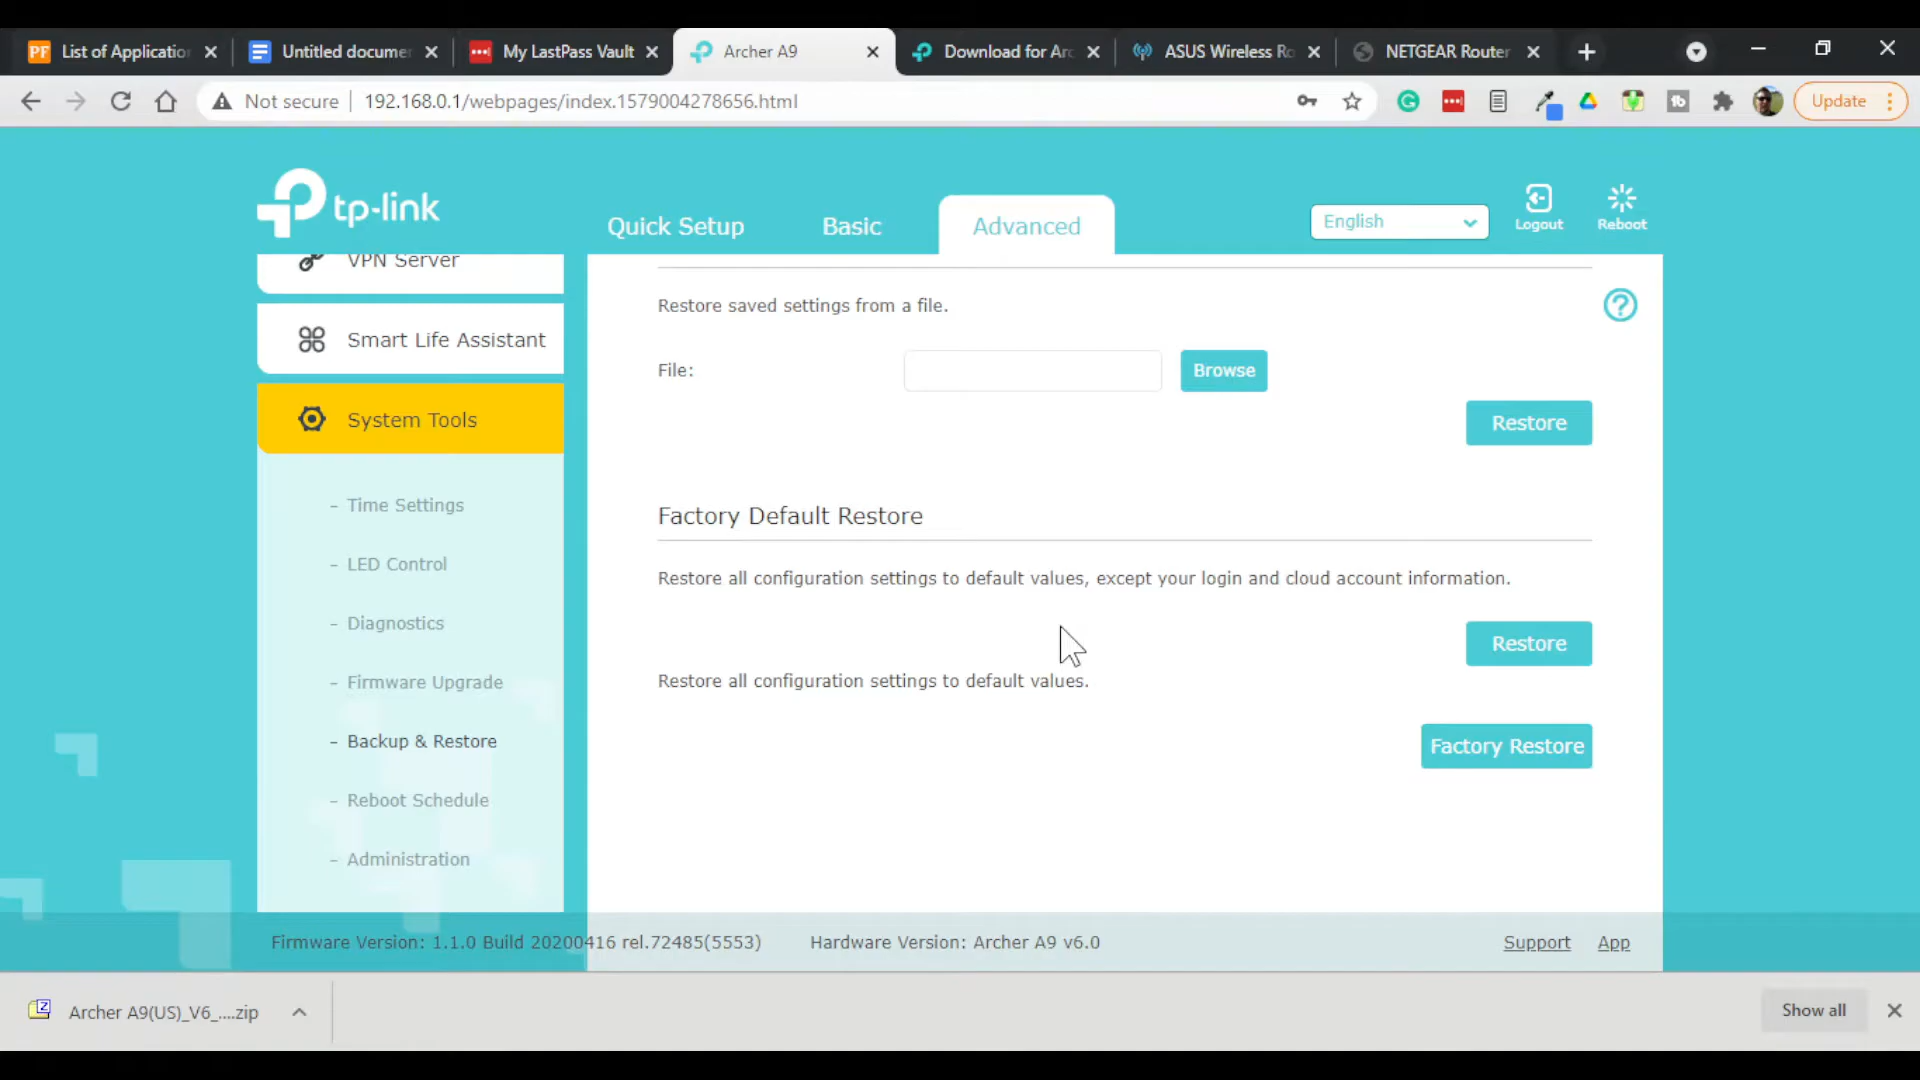 PF List of Application
Untitled documen
My LastPass Vault
Archer A9
Download for Arc
ASUS Wireless Ro
NETGEAR Router
Not secure
192.168.0.1/webpages/index.1579004278656.html
Update
tp-link
Quick Setup
Basic
Advanced
English
Logout
Reboot
VPN Server
Smart Life Assistant
System Tools
- Time Settings
- LED Control
- Diagnostics
- Firmware Upgrade
- Backup & Restore
- Reboot Schedule
- Administration
Restore saved settings from a file.
File:
Browse
Restore
Factory Default Restore
Restore all configuration settings to default values, except your login and cloud account information.
Restore
Restore all configuration settings to default values.
Factory Restore
Firmware Version: 1.1.0 Build 20200416 rel.72485(5553)
Hardware Version: Archer A9 v6.0
Support
App
Archer A9(US)_V6_....zip
Show all